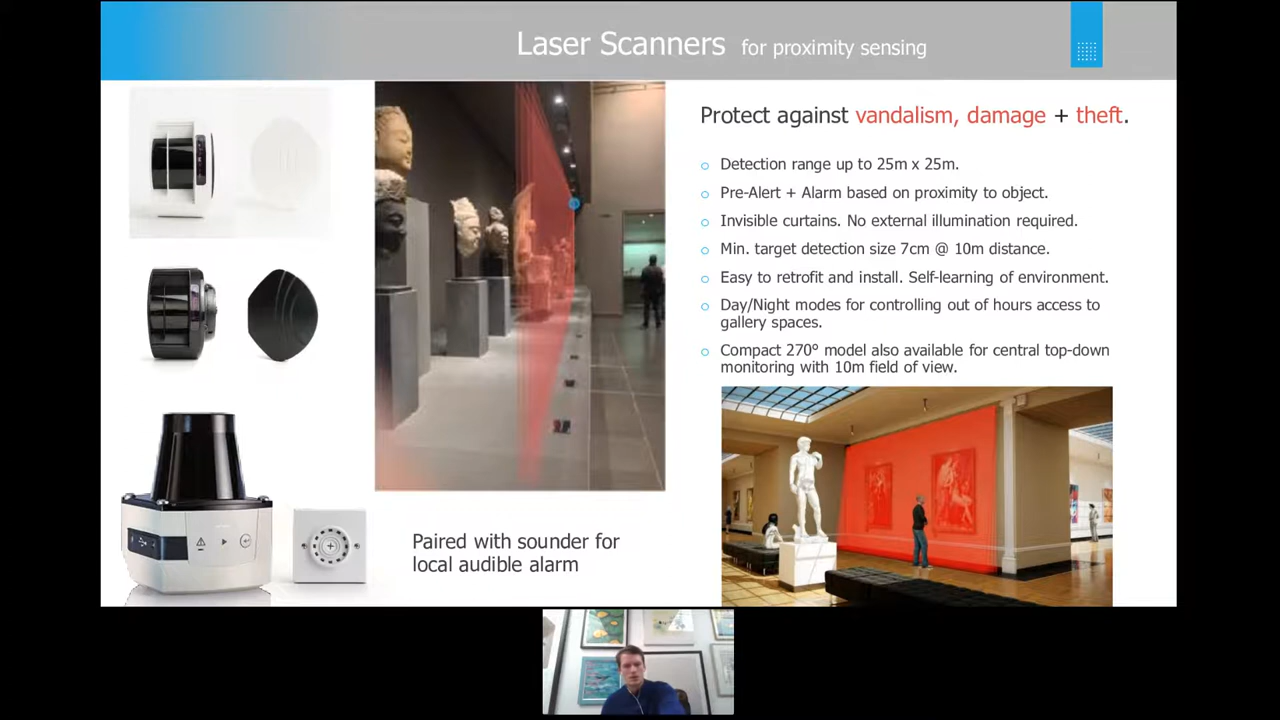 Laser Scanners for proximity sensing
Protect against vandalism, damage + theft.
Detection range up to 25m x 25m.
Pre-Alert + Alarm based on proximity to object.
Invisible curtains. No external illumination required.
Min. target detection size 7cm @ 10m distance.
Easy to retrofit and install. Self-learning of environment.
Day/Night modes for controlling out of hours access to
gallery spaces.
Compact 270º model also available for central top-down
monitoring with 10m field of view.
Paired with sounder for
local audible alarm